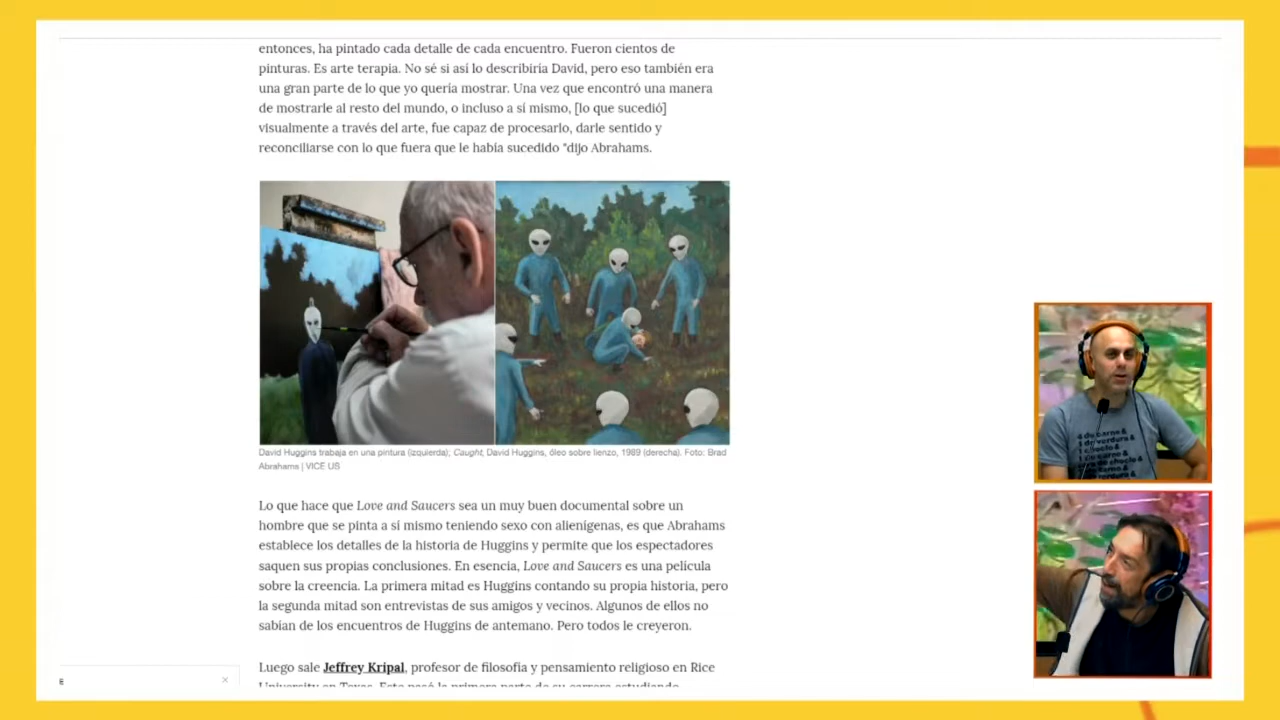 entonces, ha pintado cada detalle de cada encuentro. Fueron cientos de
pinturas. Es arte terapia. No sé si así lo describiría David, pero eso también era
una gran parte de lo que yo quería mostrar. Una vez que encontró una manera
de mostrarle al resto del mundo, o incluso a sí mismo, [lo que sucedió]
visualmente a través del arte, fue capaz de procesarlo, darle sentido y
reconciliarse con lo que fuera que le había sucedido "dijo Abrahams.
David Huggins trabaja en una pintura (izquierda); Caught, David Huggins, óleo sobre lienzo, 1989 (derecha). Foto: Brad
Abrahams | VICE US
Lo que hace que Love and Saucers sea un muy buen documental sobre un
hombre que se pinta a sí mismo teniendo sexo con alienígenas, es que Abrahams
establece los detalles de la historia de Huggins y permite que los espectadores
saquen sus propias conclusiones. En esencia, Love and Saucers es una película
sobre la creencia. La primera mitad es Huggins contando su propia historia, pero
la segunda mitad son entrevistas de sus amigos y vecinos. Algunos de ellos no
sabían de los encuentros de Huggins de antemano. Pero todos le creyeron.
Luego sale Jeffrey Kripal, profesor de filosofía y pensamiento religioso en Rice
University en Texas. Este pasó la primera parte de su carrera estudiando